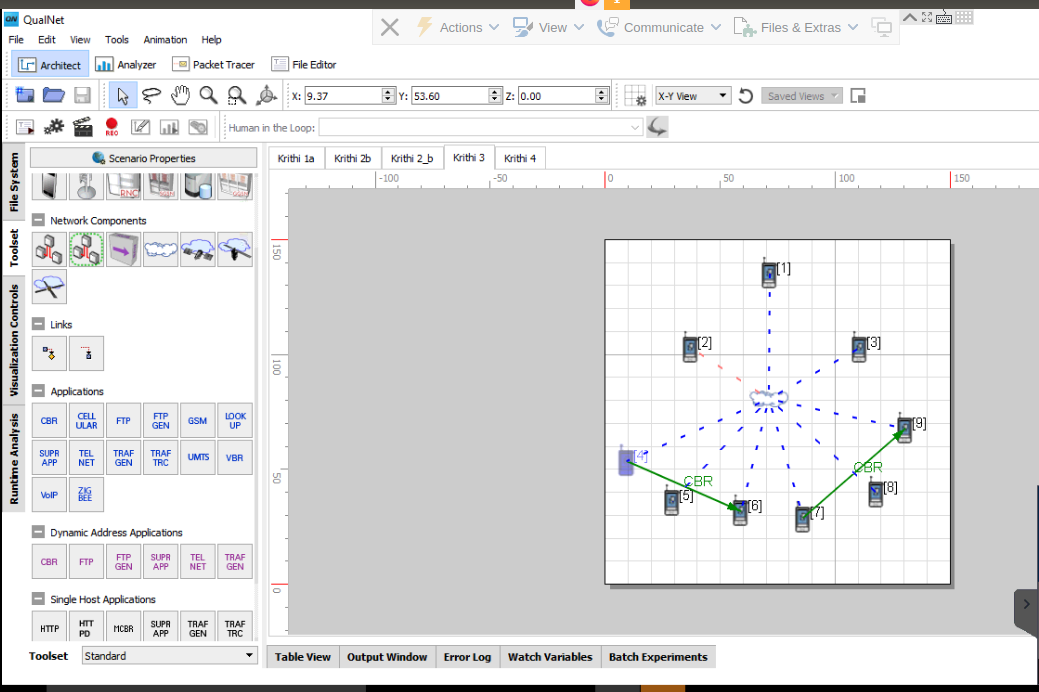 QualNet
Actions View Communicate Files & Extras
File Edit View Tools Animation Help
Architect Analyzer Packet Tracer File Editor
X: 9.37 Y: 53.60 Z: 0.00 X-Y View Saved Views
REC Human in the Loop:
File System
Toolset
Visualization Controls
Runtime Analysis
Scenario Properties
RNC
Network Components
Links
Applications
CBR CELL ULAR FTP FTP GEN GSM LOOK UP
SUPR APP TEL NET TRAF GEN TRAF TRC UMTS VBR
VoIP ZIG BEE
Dynamic Address Applications
CBR FTP FTP GEN SUPR APP TEL NET TRAF GEN
Single Host Applications
HTTP HTT PD MCBR SUPR APP TRAF GEN TRAF TRC
Toolset Standard
Krithi 1a Krithi 2b Krithi 2_b Krithi 3 Krithi 4
-100 -50 0 50 100 150
150
100
50
0
[1]
[2]
[3]
[9]
[4]
CBR
[8]
CBR
[5]
[6]
[7]
Table View Output Window Error Log Watch Variables Batch Experiments